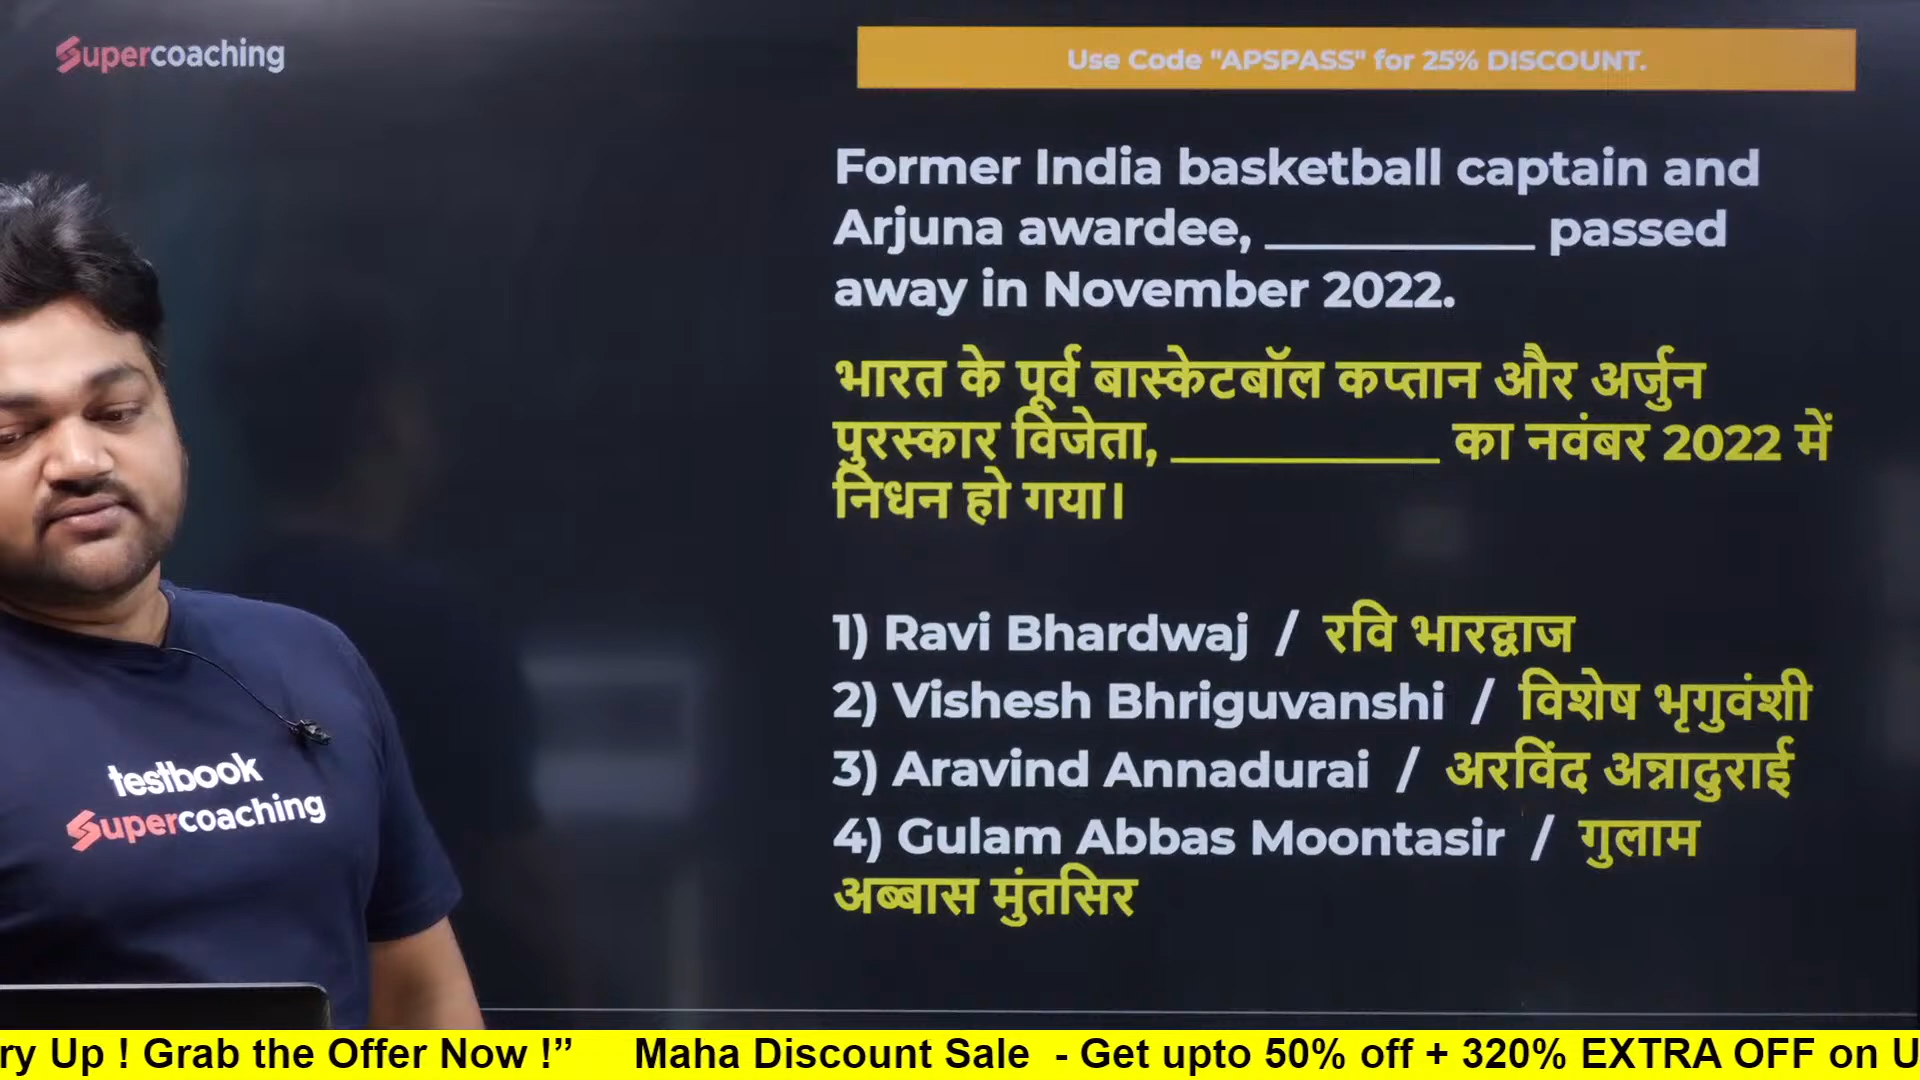 Supercoaching
Use Code "APSPASS" for 25% DISCOUNT.
Former India basketball captain and
Arjuna awardee, __________ passed
away in November 2022.
भारत के पूर्व बास्केटबॉल कप्तान और अर्जुन
पुरस्कार विजेता, __________ का नवंबर 2022 में
निधन हो गया।
1) Ravi Bhardwaj / रवि भारद्वाज
2) Vishesh Bhriguvanshi / विशेष भृगुवंशी
3) Aravind Annadurai / अरविंद अन्नादुराई
4) Gulam Abbas Moontasir / गुलाम
अब्बास मुंतसिर
testbook
Supercoaching
ry Up ! Grab the Offer Now !” Maha Discount Sale - Get upto 50% off + 320% EXTRA OFF on U